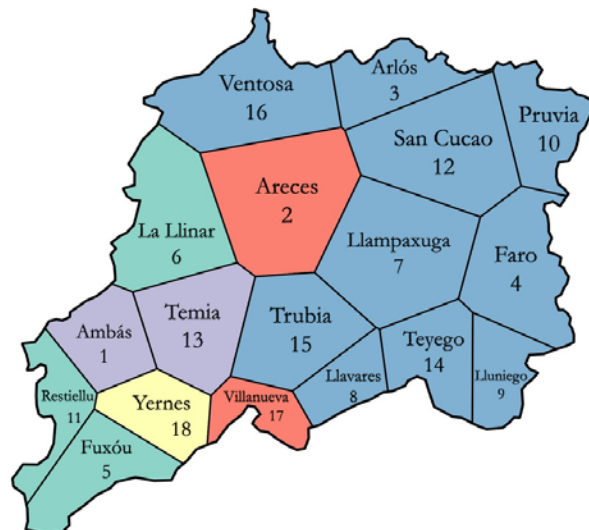 Ventosa
16
Arlós
3
Pruvia
10
San Cucao
12
Areces
2
La Llinar
6
Llampaxuga
7
Faro
4
Ambás
1
Temia
13
Trubia
15
Teyego
14
Lluniego
9
Llavares
8
Restiellu
11
Yernes
18
Villanueva
17
Fuxóu
5